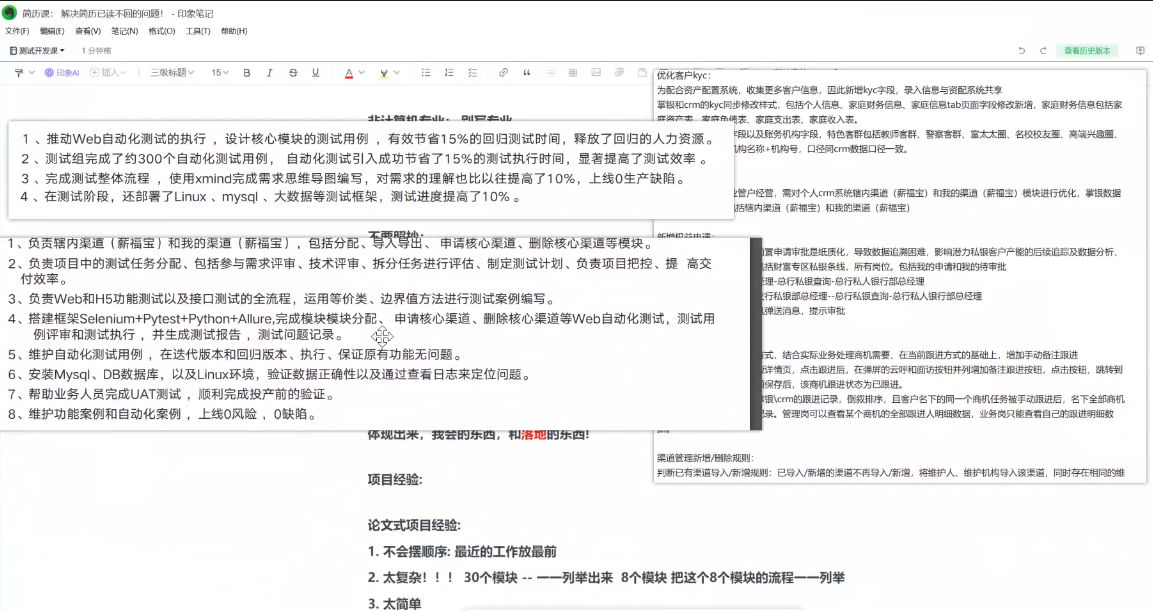 简历课： 解决简历已读不回的问题！ - 印象笔记
文件(F) 编辑(E) 查看(V) 笔记(N) 格式(O) 工具(T) 帮助(H)
测试开发课 1 分钟前 查看历史版本
印象AI 插入 三级标题 15 B I S U A
非计算机专业： 别写专业
1 、推动Web自动化测试的执行 ，设计核心模块的测试用例 ，有效节省15%的回归测试时间，释放了回归的人力资源 。
2 、测试组完成了约300个自动化测试用例， 自动化测试引入成功节省了15%的测试执行时间，显著提高了测试效率 。
3 、完成测试整体流程 ，使用xmind完成需求思维导图编写，对需求的理解也比以往提高了10%，上线0生产缺陷。
4 、在测试阶段，还部署了Linux 、mysql 、大数据等测试框架，测试进度提高了10% 。
不要照抄：
1、负责辖内渠道（薪福宝）和我的渠道（薪福宝），包括分配、导入导出、 申请核心渠道、删除核心渠道等模块。
2、负责项目中的测试任务分配、包括参与需求评审、技术评审、拆分任务进行评估、制定测试计划、负责项目把控、提 高交
付效率。
3、负责Web和H5功能测试以及接口测试的全流程，运用等价类、边界值方法进行测试案例编写。
4、搭建框架Selenium+Pytest+Python+Allure,完成模块模块分配、 申请核心渠道、删除核心渠道等Web自动化测试，测试用
例评审和测试执行 ，并生成测试报告 ，测试问题记录。
5、维护自动化测试用例 ，在迭代版本和回归版本、执行、保证原有功能无问题。
6、安装Mysql、DB数据库，以及Linux环境，验证数据正确性以及通过查看日志来定位问题。
7、帮助业务人员完成UAT测试 ，顺利完成投产前的验证。
8、维护功能案例和自动化案例 ，上线0风险 ，0缺陷 。
体现出来，我会的东西，和落地的东西!
项目经验:
论文式项目经验:
1. 不会摆顺序: 最近的工作放最前
2. 太复杂！！！ 30个模块 -- 一一列举出来 8个模块 把这个8个模块的流程一一列举
3. 太简单
优化客户kyc：
为配合资产配置系统，收集更多客户信息，因此新增kyc字段，录入信息与资配系统共享
掌银和crm的kyc同步修改样式，包括个人信息、家庭财务信息、家庭信息tab页面字段修改新增，家庭财务信息包括家
庭资产表、家庭负债表、家庭支出表、家庭收入表。
字段以及账务机构字段，特色客群包括教师客群、警察客群、富太太圈、名校校友圈、高端兴趣圈、
机构名称+机构号，口径同crm数据口径一致。
管户经营，需对个人crm系统辖内渠道（薪福宝）和我的渠道（薪福宝）模块进行优化，掌银数据
括辖内渠道（薪福宝）和我的渠道（薪福宝）
新增权益申请：
置申请审批是纸质化，导致数据追溯困难，影响潜力私银客户产能的后续追踪及数据分析，
括财富专区私银条线，所有岗位。包括我的申请和我的待审批
经理-总行私银查询-总行私人银行部总经理
行私银部总经理--总行私银查询-总行私人银行部总经理
弹送消息，提示审批
式，结合实际业务处理商机需要，在当前跟进方式的基础上，增加手动备注跟进
详情页，点击跟进后，在弹屏的云呼和面访按钮并列增加备注跟进按钮，点击按钮，跳转到
保存后，该商机跟进状态为已跟进。
银\crm的跟进记录，倒叙排序，且客户名下的同一个商机任务被手动跟进后，名下全部商机
记录。管理岗可以查看某个商机的全部跟进人明细数据，业务岗只能查看自己的跟进明细数
渠道管理新增/删除规则：
判断已有渠道导入/新增规则：已导入/新增的渠道不再导入/新增，将维护人、维护机构导入该渠道，同时存在相同的维